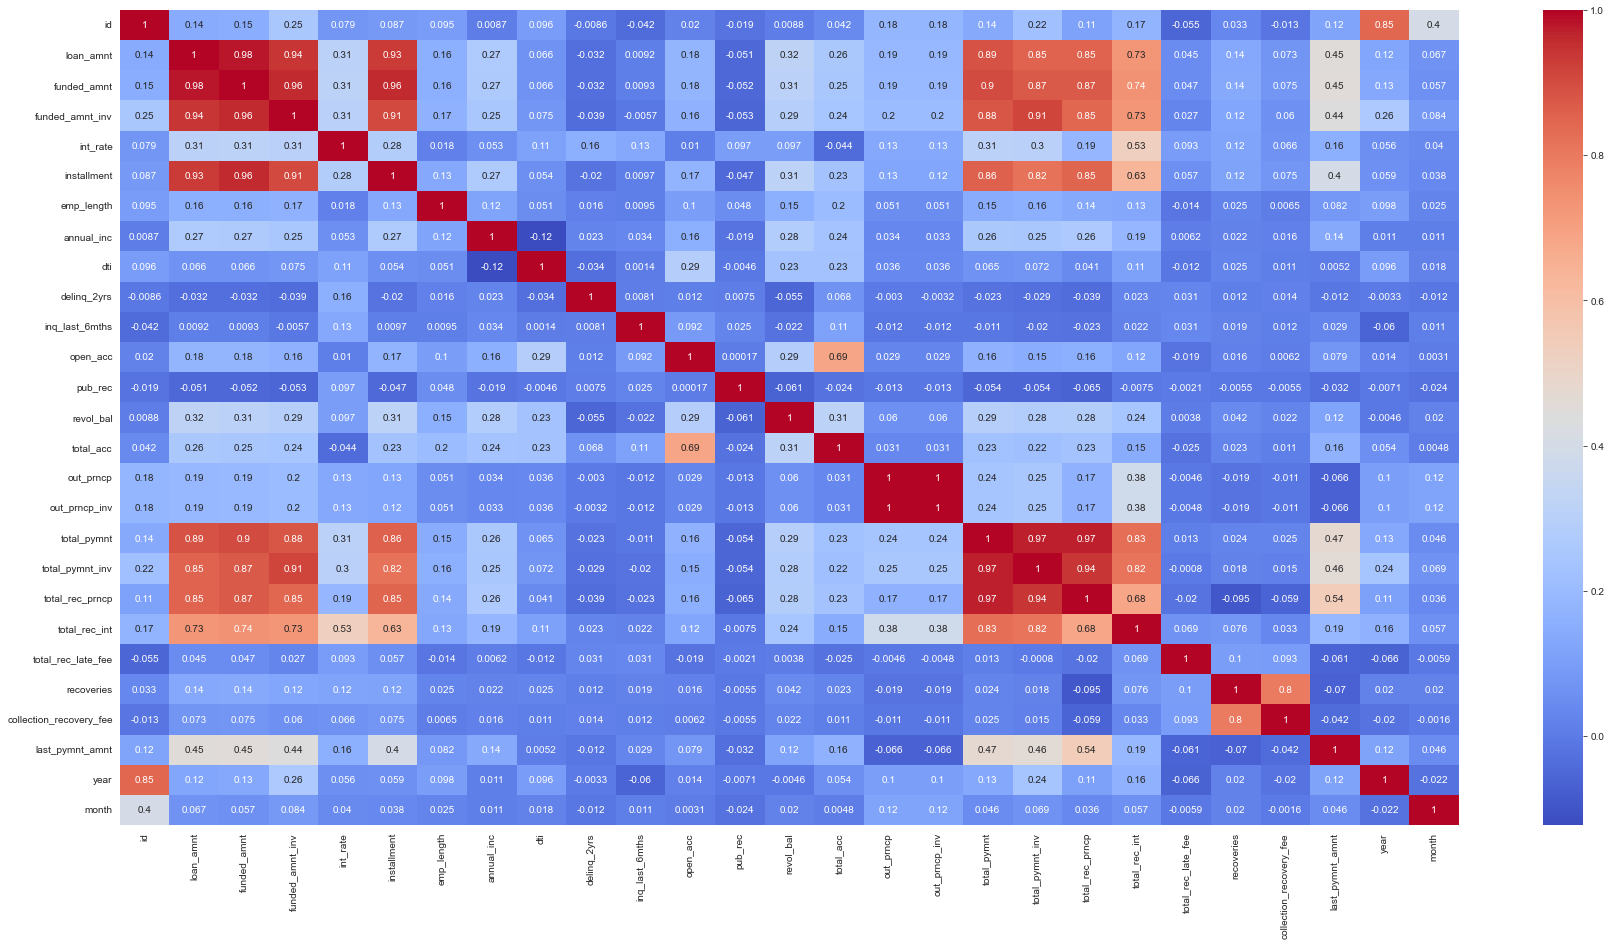 id 1 0.14 0.15 0.25 0.079 0.087 0.095 0.0087 0.096 -0.0086 -0.042 0.02 -0.019 0.0088 0.042 0.18 0.18 0.14 0.22 0.11 0.17 -0.055 0.033 -0.013 0.12 0.85 0.4
loan_amnt 0.14 1 0.98 0.94 0.31 0.93 0.16 0.27 0.066 -0.032 0.0092 0.18 -0.051 0.32 0.26 0.19 0.19 0.89 0.85 0.85 0.73 0.045 0.14 0.073 0.45 0.12 0.067
funded_amnt 0.15 0.98 1 0.96 0.31 0.96 0.16 0.27 0.066 -0.032 0.0093 0.18 -0.052 0.31 0.25 0.19 0.19 0.9 0.87 0.87 0.74 0.047 0.14 0.075 0.45 0.13 0.057
funded_amnt_inv 0.25 0.94 0.96 1 0.31 0.91 0.17 0.25 0.075 -0.039 -0.0057 0.16 -0.053 0.29 0.24 0.2 0.2 0.88 0.91 0.85 0.73 0.027 0.12 0.06 0.44 0.26 0.084
int_rate 0.079 0.31 0.31 0.31 1 0.28 0.018 0.053 0.11 0.16 0.13 0.01 0.097 0.097 -0.044 0.13 0.13 0.31 0.3 0.19 0.53 0.093 0.12 0.066 0.16 0.056 0.04
installment 0.087 0.93 0.96 0.91 0.28 1 0.13 0.27 0.054 -0.02 0.0097 0.17 -0.047 0.31 0.23 0.13 0.12 0.86 0.82 0.85 0.63 0.057 0.12 0.075 0.4 0.059 0.038
emp_length 0.095 0.16 0.16 0.17 0.018 0.13 1 0.12 0.051 0.016 0.0095 0.1 0.048 0.15 0.2 0.051 0.051 0.15 0.16 0.14 0.13 -0.014 0.025 0.0065 0.082 0.098 0.025
annual_inc 0.0087 0.27 0.27 0.25 0.053 0.27 0.12 1 -0.12 0.023 0.034 0.16 -0.019 0.28 0.24 0.034 0.033 0.26 0.25 0.26 0.19 0.0062 0.022 0.016 0.14 0.011 0.011
dti 0.096 0.066 0.066 0.075 0.11 0.054 0.051 -0.12 1 -0.034 0.0014 0.29 -0.0046 0.23 0.23 0.036 0.036 0.065 0.072 0.041 0.11 -0.012 0.025 0.011 0.0052 0.096 0.018
delinq_2yrs -0.0086 -0.032 -0.032 -0.039 0.16 -0.02 0.016 0.023 -0.034 1 0.0081 0.012 0.0075 -0.055 0.068 -0.003 -0.0032 -0.023 -0.029 -0.039 0.023 0.031 0.012 0.014 -0.012 -0.0033 -0.012
inq_last_6mths -0.042 0.0092 0.0093 -0.0057 0.13 0.0097 0.0095 0.034 0.0014 0.0081 1 0.092 0.025 -0.022 0.11 -0.012 -0.012 -0.011 -0.02 -0.023 0.022 0.031 0.019 0.012 0.029 -0.06 0.011
open_acc 0.02 0.18 0.18 0.16 0.01 0.17 0.1 0.16 0.29 0.012 0.092 1 0.00017 0.29 0.69 0.029 0.029 0.16 0.15 0.16 0.12 -0.019 0.016 0.0062 0.079 0.014 0.0031
pub_rec -0.019 -0.051 -0.052 -0.053 0.097 -0.047 0.048 -0.019 -0.0046 0.0075 0.025 0.00017 1 -0.061 -0.024 -0.013 -0.013 -0.054 -0.054 -0.065 -0.0075 -0.0021 -0.0055 -0.0055 -0.032 -0.0071 -0.024
revol_bal 0.0088 0.32 0.31 0.29 0.097 0.31 0.15 0.28 0.23 -0.055 -0.022 0.29 -0.061 1 0.31 0.06 0.06 0.29 0.28 0.28 0.24 0.0038 0.042 0.022 0.12 -0.0046 0.02
total_acc 0.042 0.26 0.25 0.24 -0.044 0.23 0.2 0.24 0.23 0.068 0.11 0.69 -0.024 0.31 1 0.031 0.031 0.23 0.22 0.23 0.15 -0.025 0.023 0.011 0.16 0.054 0.0048
out_prncp 0.18 0.19 0.19 0.2 0.13 0.13 0.051 0.034 0.036 -0.003 -0.012 0.029 -0.013 0.06 0.031 1 1 0.24 0.25 0.17 0.38 -0.0046 -0.019 -0.011 -0.066 0.1 0.12
out_prncp_inv 0.18 0.19 0.19 0.2 0.13 0.12 0.051 0.033 0.036 -0.0032 -0.012 0.029 -0.013 0.06 0.031 1 1 0.24 0.25 0.17 0.38 -0.0048 -0.019 -0.011 -0.066 0.1 0.12
total_pymnt 0.14 0.89 0.9 0.88 0.31 0.86 0.15 0.26 0.065 -0.023 -0.011 0.16 -0.054 0.29 0.23 0.24 0.24 1 0.97 0.97 0.83 0.013 0.024 0.025 0.47 0.13 0.046
total_pymnt_inv 0.22 0.85 0.87 0.91 0.3 0.82 0.16 0.25 0.072 -0.029 -0.02 0.15 -0.054 0.28 0.22 0.25 0.25 0.97 1 0.94 0.82 -0.0008 0.018 0.015 0.46 0.24 0.069
total_rec_prncp 0.11 0.85 0.87 0.85 0.19 0.85 0.14 0.26 0.041 -0.039 -0.023 0.16 -0.065 0.28 0.23 0.17 0.17 0.97 0.94 1 0.68 -0.02 -0.095 -0.059 0.54 0.11 0.036
total_rec_int 0.17 0.73 0.74 0.73 0.53 0.63 0.13 0.19 0.11 0.023 0.022 0.12 -0.0075 0.24 0.15 0.38 0.38 0.83 0.82 0.68 1 0.069 0.076 0.033 0.19 0.16 0.057
total_rec_late_fee -0.055 0.045 0.047 0.027 0.093 0.057 -0.014 0.0062 -0.012 0.031 0.031 -0.019 -0.0021 0.0038 -0.025 -0.0046 -0.0048 0.013 -0.0008 -0.02 0.069 1 0.1 0.093 -0.061 -0.066 -0.0059
recoveries 0.033 0.14 0.14 0.12 0.12 0.12 0.025 0.022 0.025 0.012 0.019 0.016 -0.0055 0.042 0.023 -0.019 -0.019 0.024 0.018 -0.095 0.076 0.1 1 0.8 -0.07 0.02 0.02
collection_recovery_fee -0.013 0.073 0.075 0.06 0.066 0.075 0.0065 0.016 0.011 0.014 0.012 0.0062 -0.0055 0.022 0.011 -0.011 -0.011 0.025 0.015 -0.059 0.033 0.093 0.8 1 -0.042 -0.02 -0.0016
last_pymnt_amnt 0.12 0.45 0.45 0.44 0.16 0.4 0.082 0.14 0.0052 -0.012 0.029 0.079 -0.032 0.12 0.16 -0.066 -0.066 0.47 0.46 0.54 0.19 -0.061 -0.07 -0.042 1 0.12 0.046
year 0.85 0.12 0.13 0.26 0.056 0.059 0.098 0.011 0.096 -0.0033 -0.06 0.014 -0.0071 -0.0046 0.054 0.1 0.1 0.13 0.24 0.11 0.16 -0.066 0.02 -0.02 0.12 1 -0.022
month 0.4 0.067 0.057 0.084 0.04 0.038 0.025 0.011 0.018 -0.012 0.011 0.0031 -0.024 0.02 0.0048 0.12 0.12 0.046 0.069 0.036 0.057 -0.0059 0.02 -0.0016 0.046 -0.022 1
id
loan_amnt
funded_amnt
funded_amnt_inv
int_rate
installment
emp_length
annual_inc
dti
delinq_2yrs
inq_last_6mths
open_acc
pub_rec
revol_bal
total_acc
out_prncp
out_prncp_inv
total_pymnt
total_pymnt_inv
total_rec_prncp
total_rec_int
total_rec_late_fee
recoveries
collection_recovery_fee
last_pymnt_amnt
year
month
1.0
0.8
0.6
0.4
0.2
0.0